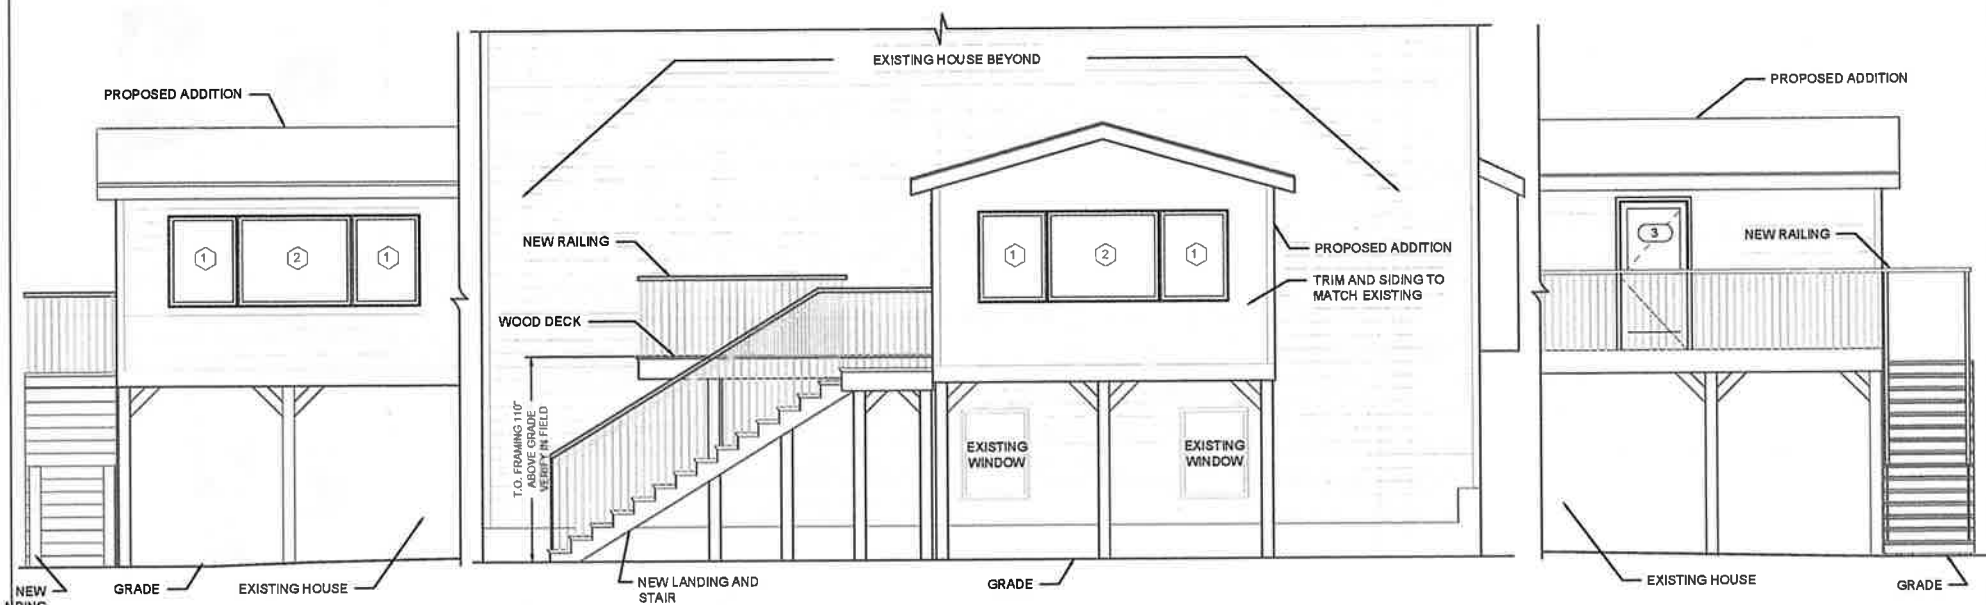 PROPOSED ADDITION
1
2
1
GRADE
EXISTING HOUSE
NEW
EXISTING HOUSE BEYOND
NEW RAILING
WOOD DECK
T.O. FRAMING 110"
ABOVE GRADE
VERIFY IN FIELD
1
2
1
PROPOSED ADDITION
TRIM AND SIDING TO
MATCH EXISTING
EXISTING
WINDOW
EXISTING
WINDOW
NEW LANDING AND
STAIR
GRADE
PROPOSED ADDITION
3
NEW RAILING
EXISTING HOUSE
GRADE